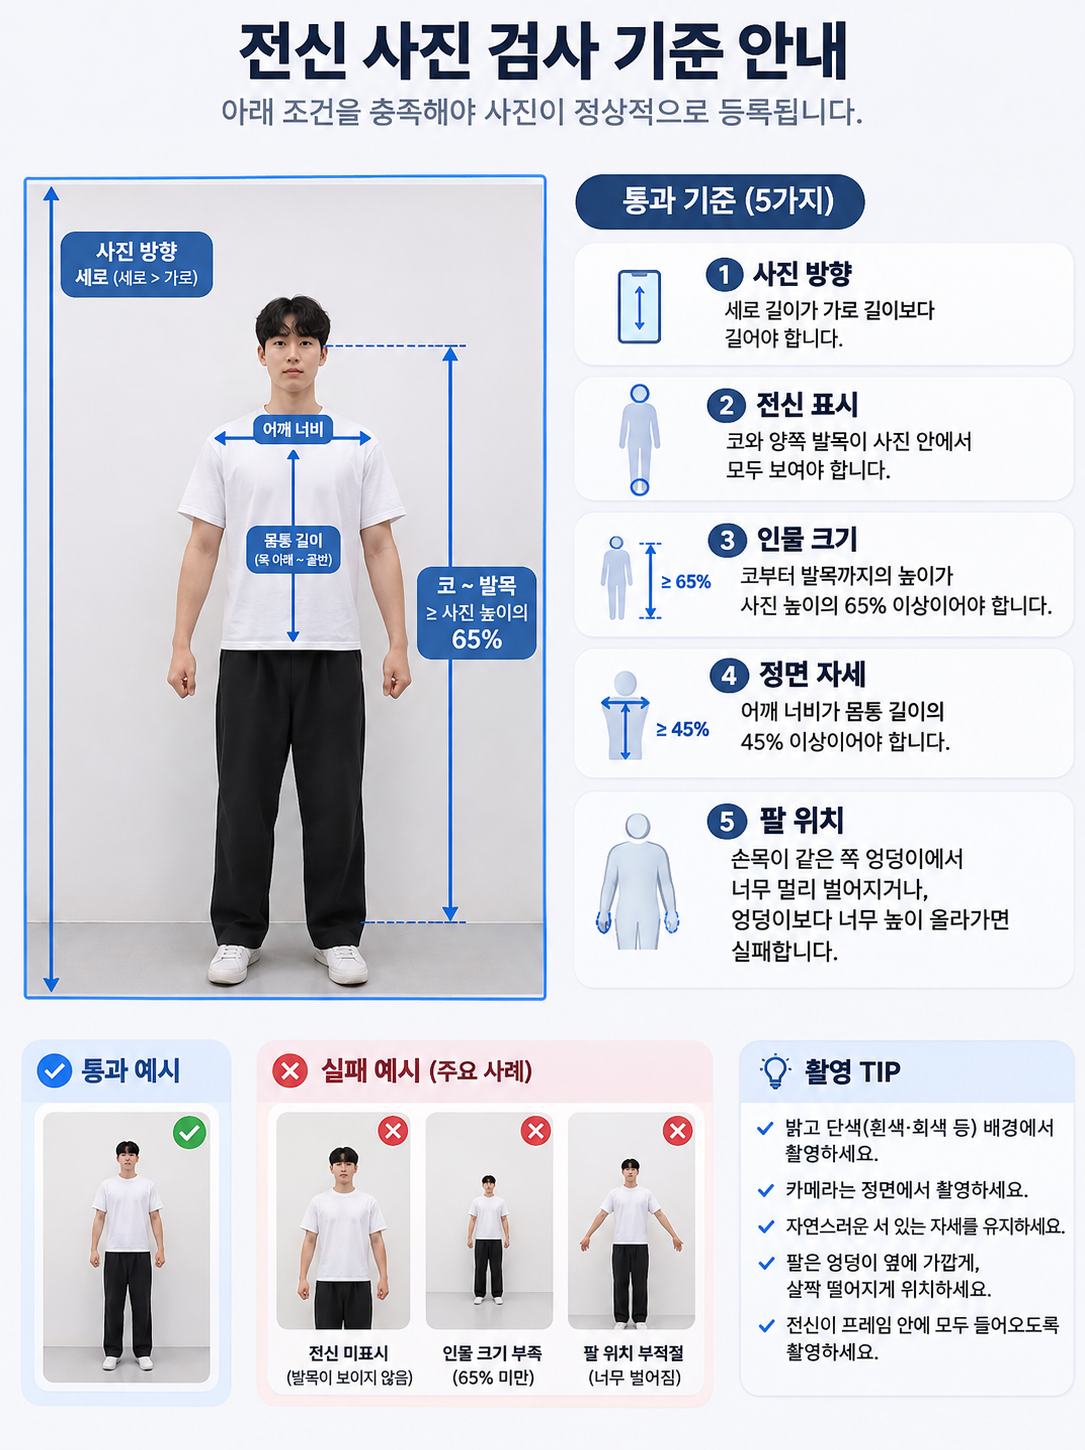 전신 사진 검사 기준 안내
아래 조건을 충족해야 사진이 정상적으로 등록됩니다.
사진 방향
세로 (세로 > 가로)
어깨 너비
몸통 길이
(목 아래 ~ 골반)
코 ~ 발목
≥ 사진 높이의
65%
통과 기준 (5가지)
1 사진 방향
세로 길이가 가로 길이보다
길어야 합니다.
2 전신 표시
코와 양쪽 발목이 사진 안에서
모두 보여야 합니다.
3 인물 크기
≥ 65%
코부터 발목까지의 높이가
사진 높이의 65% 이상이어야 합니다.
4 정면 자세
≥ 45%
어깨 너비가 몸통 길이의
45% 이상이어야 합니다.
5 팔 위치
손목이 같은 쪽 엉덩이에서
너무 멀리 벌어지거나,
엉덩이보다 너무 높이 올라가면
실패합니다.
통과 예시
실패 예시 (주요 사례)
전신 미표시
(발목이 보이지 않음)
인물 크기 부족
(65% 미만)
팔 위치 부적절
(너무 벌어짐)
촬영 TIP
밝고 단색(흰색·회색 등) 배경에서
촬영하세요.
카메라는 정면에서 촬영하세요.
자연스러운 서 있는 자세를 유지하세요.
팔은 엉덩이 옆에 가깝게,
살짝 떨어지게 위치하세요.
전신이 프레임 안에 모두 들어오도록
촬영하세요.